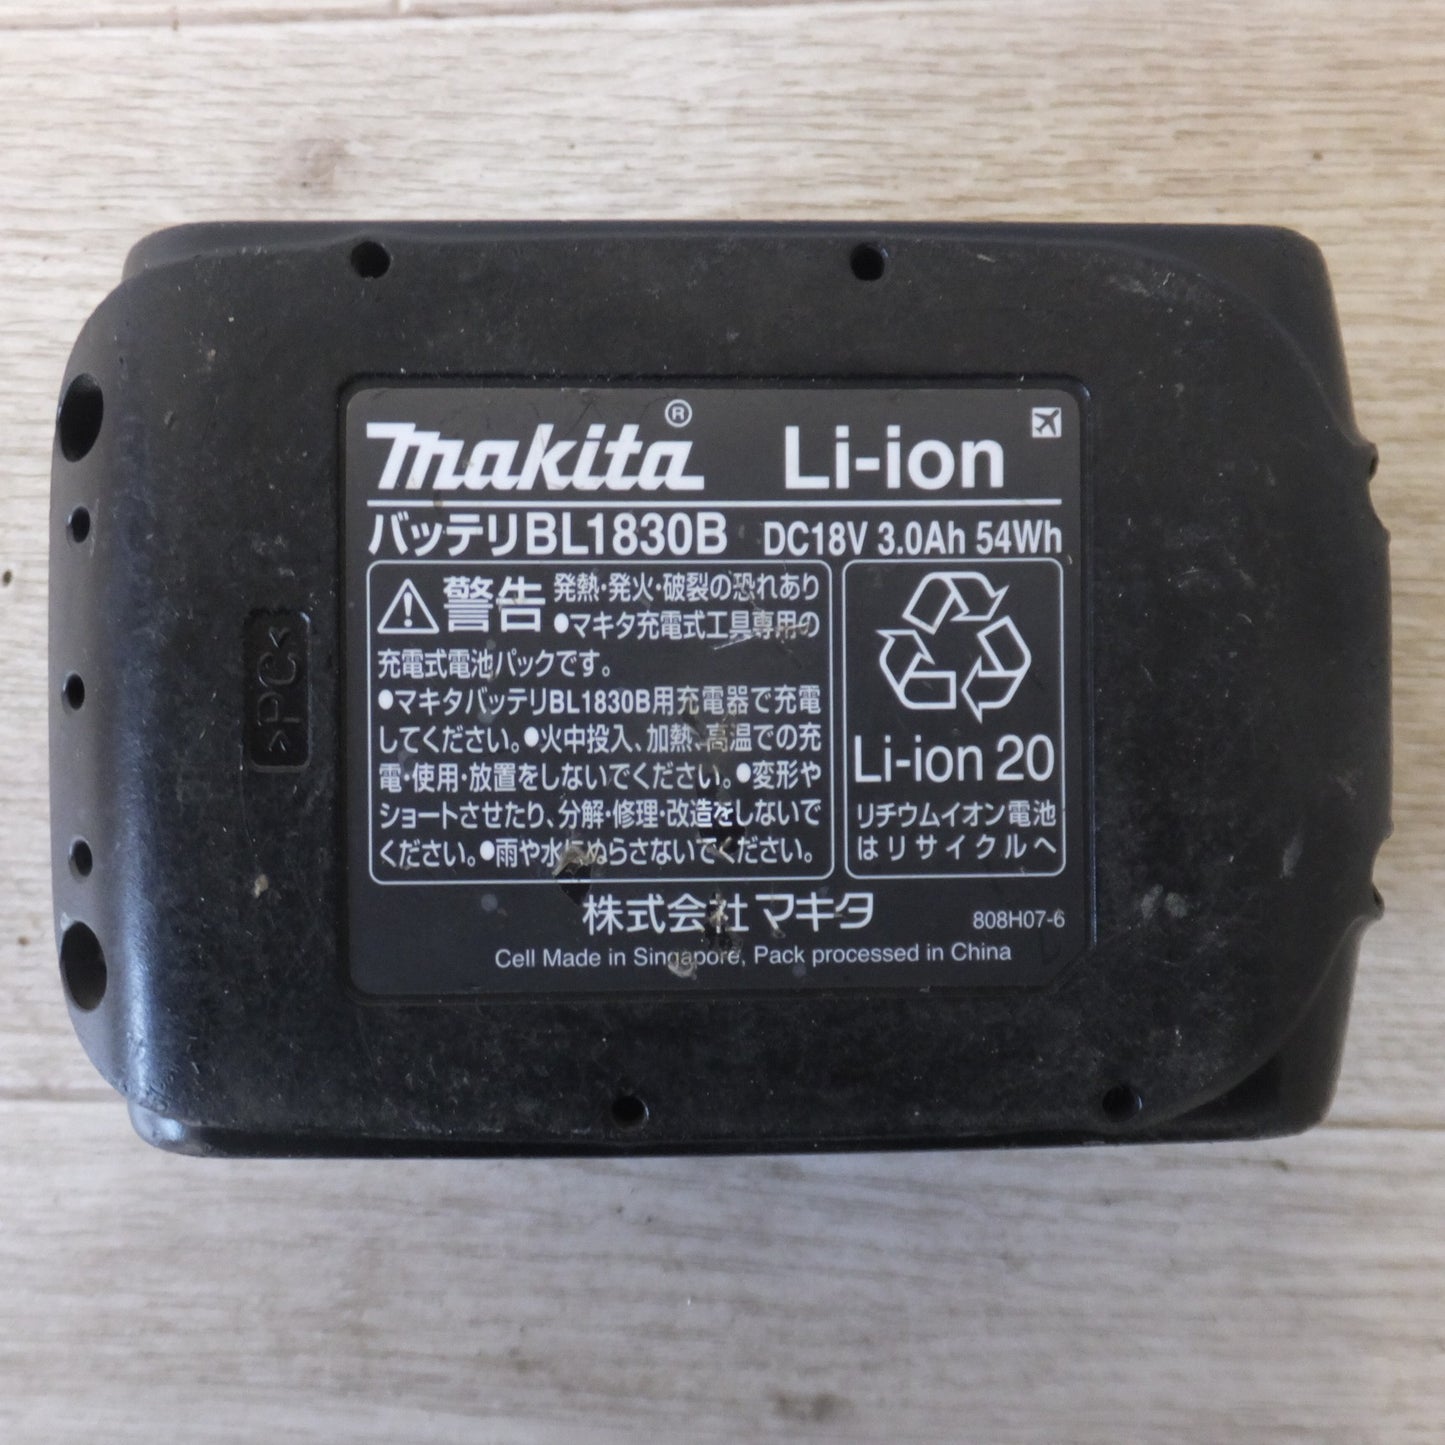 makita® Li-ion
バッテリBL1830B DC18V 3.0Ah 54Wh
⚠警告 発熱・発火・破裂の恐れあり
●マキタ充電式工具専用の
充電式電池パックです。
●マキタバッテリBL1830B用充電器で充電
してください。●火中投入、加熱、高温での充
電・使用・放置をしないでください。●変形や
ショートさせたり、分解・修理・改造をしないで
ください。●雨や水にぬらさないでください。
Li-ion 20
リチウムイオン電池
はリサイクルへ
株式会社マキタ 808H07-6
Cell Made in Singapore, Pack processed in China
>PC<